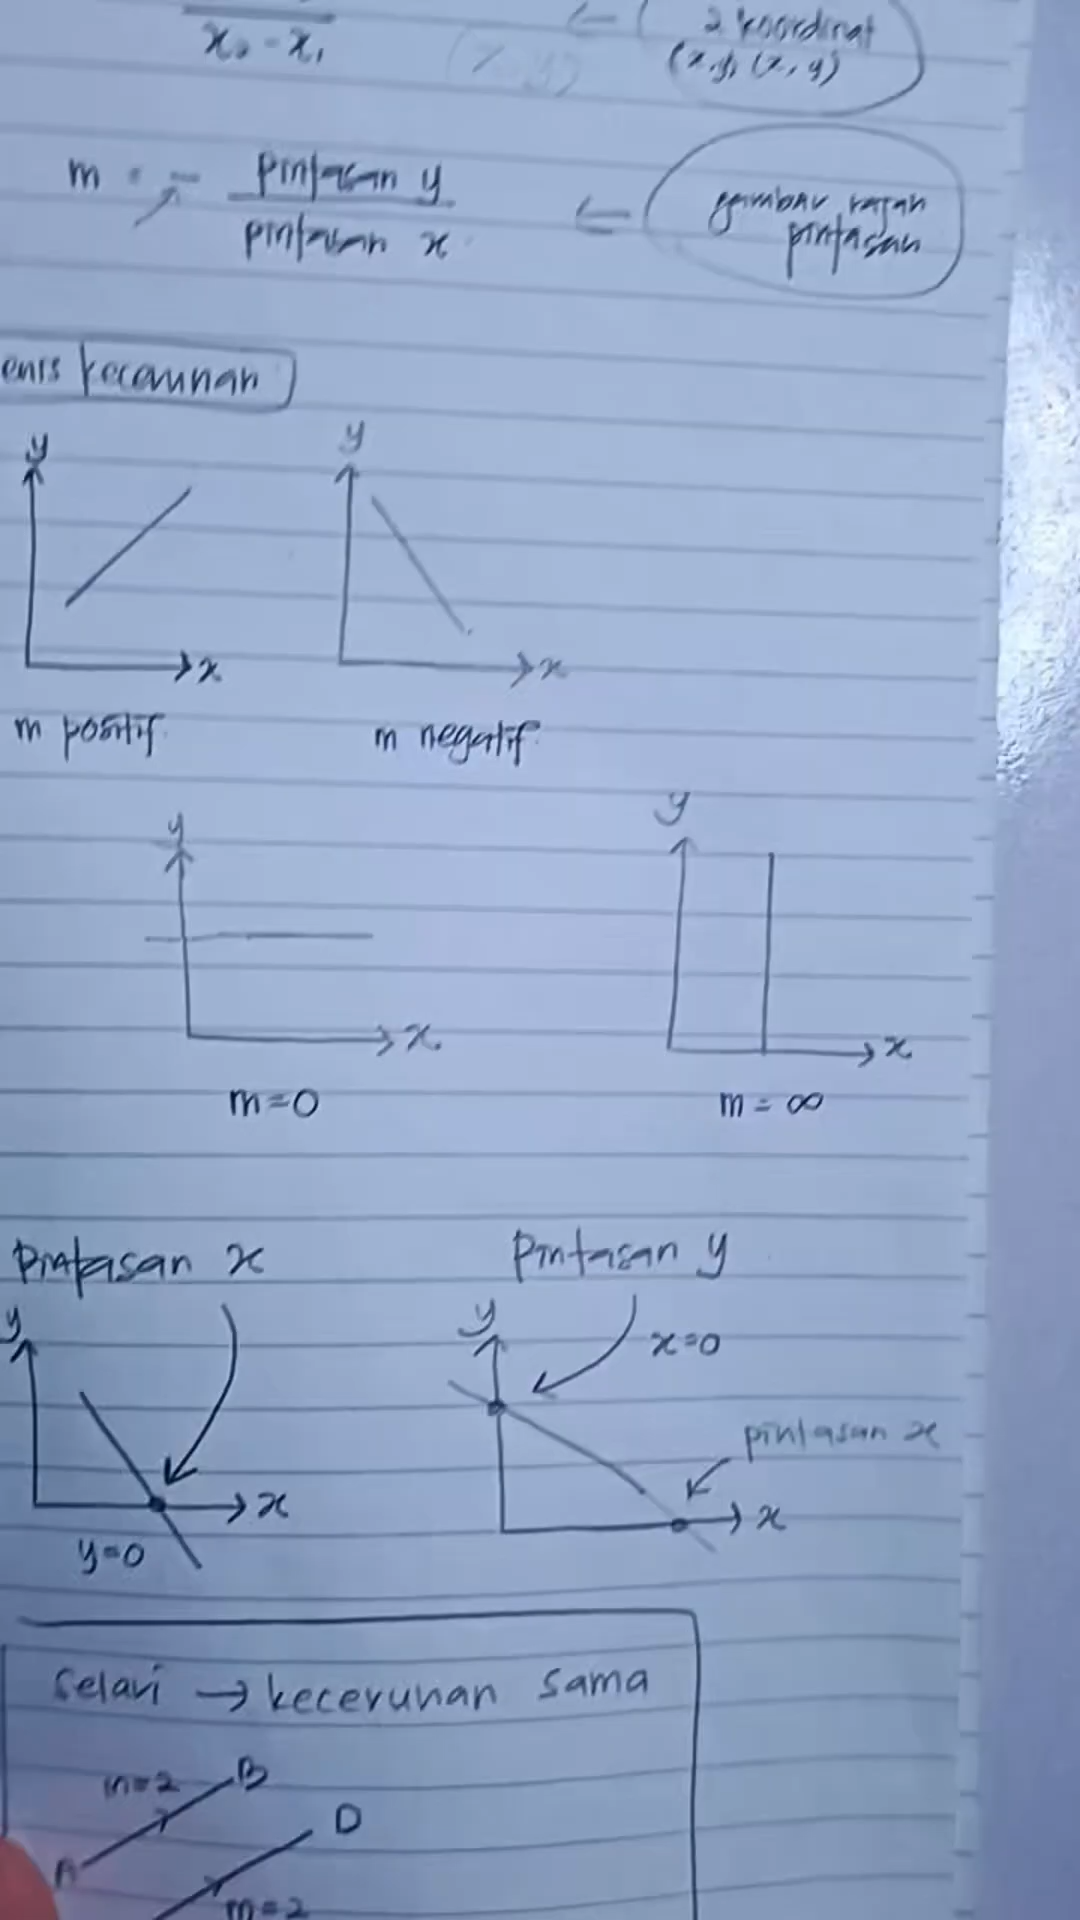 x₂ - x₁
2 koordinat
(x, y) (x, y)
m = - pintasan y
pintasan x
gambar rajah
pintasan
enis kecerunan
y
y
x
x
m positif
m negatif
y
y
x
x
m = 0
m = ∞
Pintasan x
Pintasan y
y
y
x = 0
pintasan x
x
x
y = 0
Selari → kecerunan sama
m = 2
B
D
A
m = 2